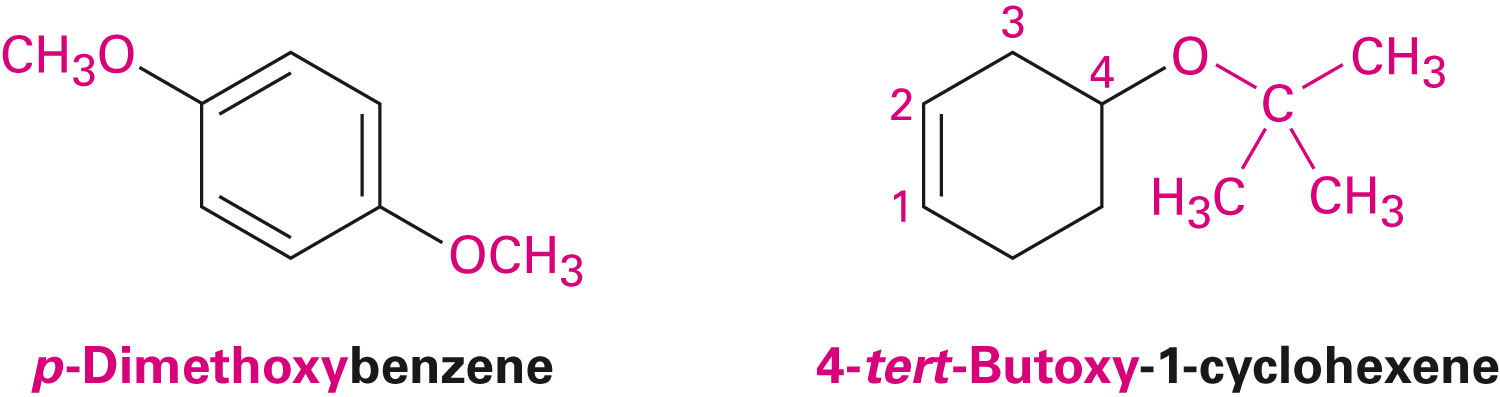 CH₃O
OCH₃
p-Dimethoxybenzene
3
4
2
1
O
C
CH₃
H₃C
CH₃
4-tert-Butoxy-1-cyclohexene